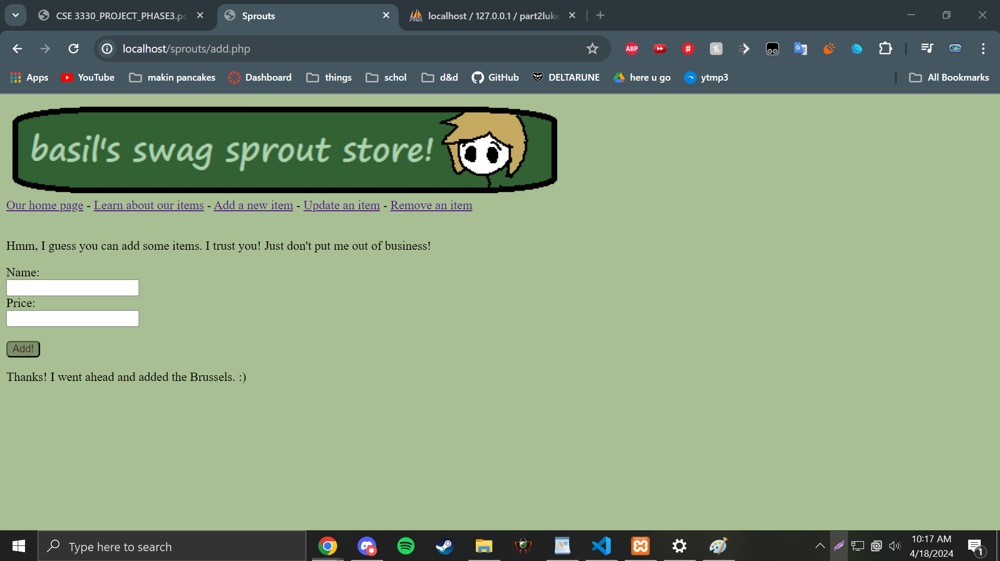 CSE 3330_PROJECT_PHASE3.pd
Sprouts
localhost / 127.0.0.1 / part2luke
localhost/sprouts/add.php
ABP
Apps
YouTube
makin pancakes
Dashboard
things
schol
d&d
GitHub
DELTARUNE
here u go
ytmp3
All Bookmarks
basil's swag sprout store!
Our home page - Learn about our items - Add a new item - Update an item - Remove an item
Hmm, I guess you can add some items. I trust you! Just don't put me out of business!
Name:
Price:
Add!
Thanks! I went ahead and added the Brussels. :)
Type here to search
10:17 AM
4/18/2024
1